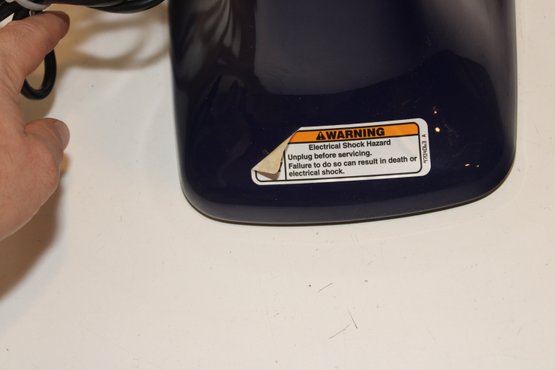 WARNING
Electrical Shock Hazard
Unplug before servicing.
Failure to do so can result in death or
electrical shock.